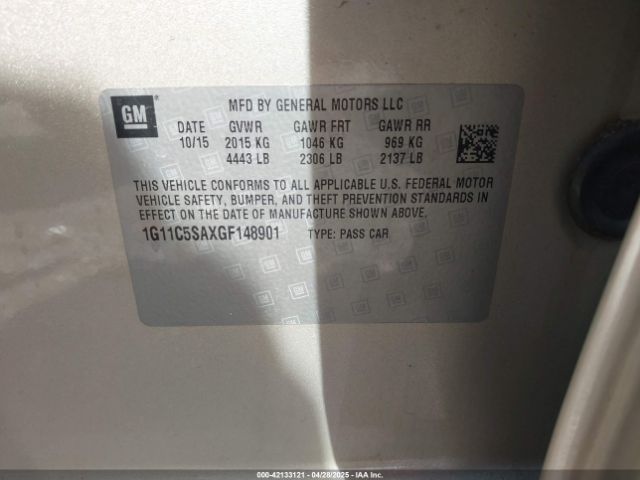 GM
MFD BY GENERAL MOTORS LLC
DATE GVWR GAWR FRT GAWR RR
10/15 2015 KG 1046 KG 969 KG
4443 LB 2306 LB 2137 LB
THIS VEHICLE CONFORMS TO ALL APPLICABLE U.S. FEDERAL MOTOR
VEHICLE SAFETY, BUMPER, AND THEFT PREVENTION STANDARDS IN
EFFECT ON THE DATE OF MANUFACTURE SHOWN ABOVE.
1G11C5SAXGF148901 TYPE: PASS CAR
000-42133121 / 04/28/2025 / COPART